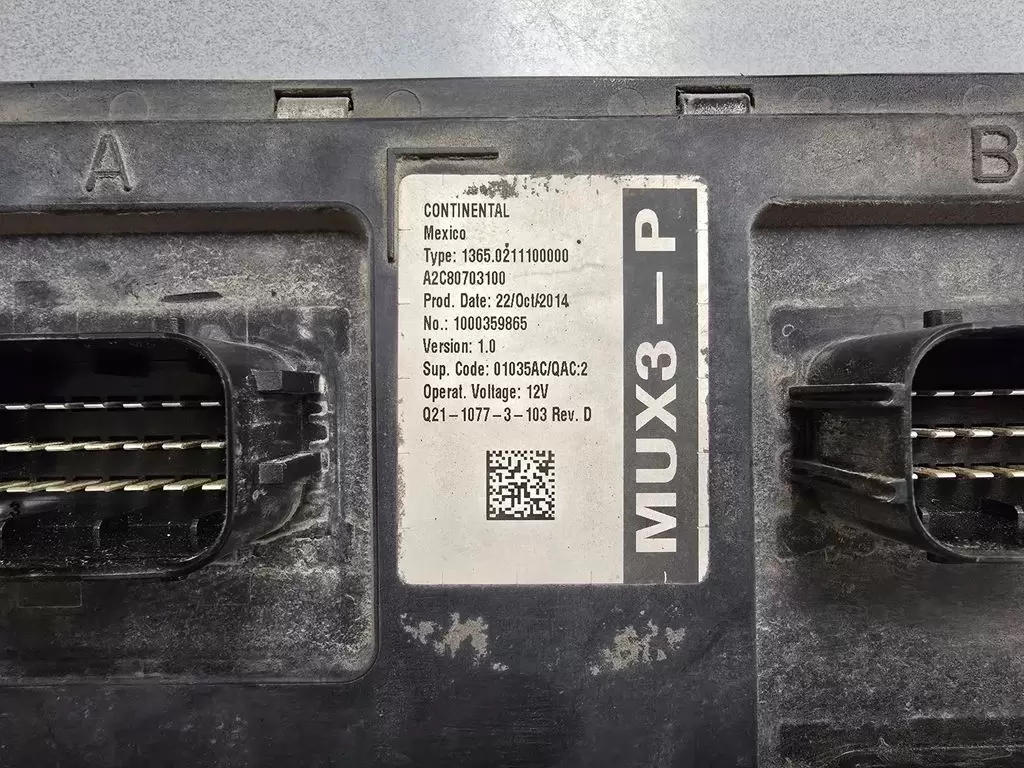 A
B
CONTINENTAL
Mexico
Type: 1365.0211100000
A2C80703100
Prod. Date: 22/Oct/2014
No.: 1000359865
Version: 1.0
Sup. Code: 01035AC/QAC:2
Operat. Voltage: 12V
Q21-1077-3-103 Rev. D
MUX3-P
3